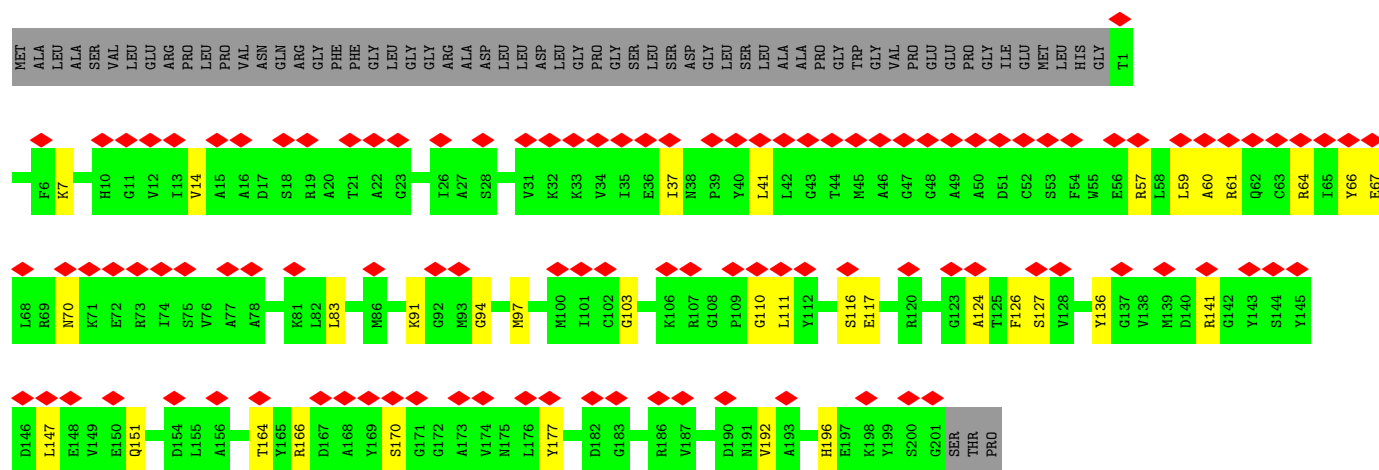 MET ALA LEU ALA SER VAL LEU GLU ARG PRO LEU PRO VAL ASN GLN ARG GLY PHE PHE GLY LEU GLY GLY ARG ALA ASP LEU LEU ASP LEU GLY PRO GLY SER LEU SER ASP GLY LEU SER LEU ALA ALA PRO GLY TRP GLY VAL PRO GLU GLU PRO GLY ILE GLU MET LEU HIS GLY T1
F6 K7 H10 G11 V12 I13 V14 A15 A16 D17 S18 R19 A20 T21 A22 G23 I26 A27 S28 V31 K32 K33 V34 I35 E36 I37 N38 P39 Y40 L41 L42 G43 T44 M45 A46 G47 G48 A49 A50 D51 C52 S53 F54 W55 E56 R57 L58 L59 A60 R61 Q62 C63 R64 I65 Y66 E67
L68 R69 N70 K71 E72 R73 I74 S75 V76 A77 A78 K81 L82 L83 M86 K91 G92 M93 G94 M97 M100 I101 C102 G103 K106 R107 G108 P109 G110 L111 Y112 S116 E117 R120 G123 A124 T125 F126 S127 V128 Y136 G137 V138 M139 D140 R141 G142 Y143 S144 Y145
D146 L147 E148 V149 E150 Q151 D154 L155 A156 T164 Y165 R166 D167 A168 Y169 S170 G171 G172 A173 V174 N175 L176 Y177 D182 G183 R186 V187 D190 N191 V192 A193 H196 E197 K198 Y199 S200 G201 SER THR PRO